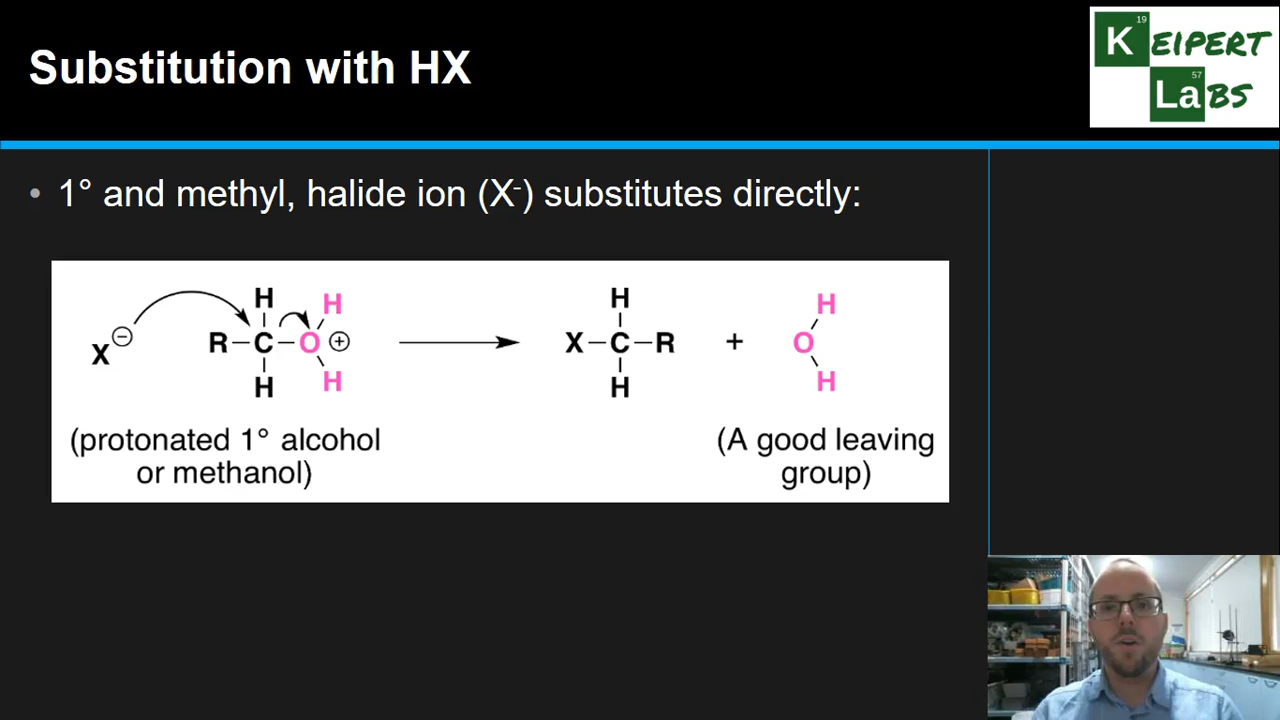 Substitution with HX
19
K EIPERT
57
La BS
• 1° and methyl, halide ion (X⁻) substitutes directly:
H H H H
X⊖ R–C–O⊕ X–C–R + O
H H H H
(protonated 1° alcohol
or methanol)
(A good leaving
group)